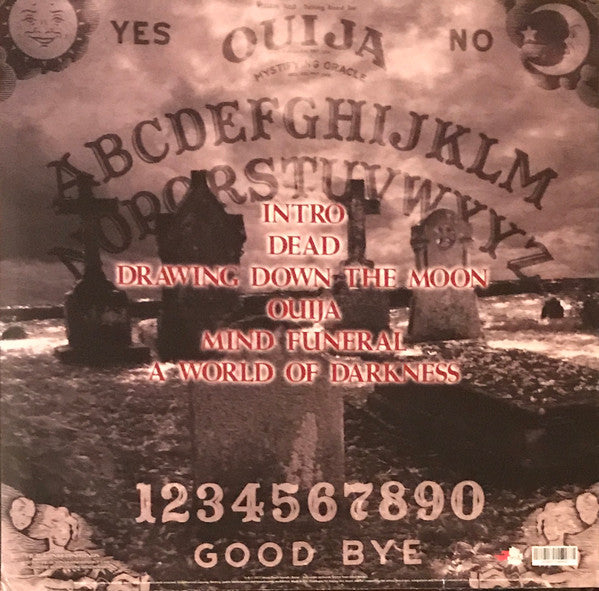 YES
OUIJA
NO
MYSTIFYING ORACLE
ABCDEFGHIJKLM
NOPQRSTUVWXYZ
INTRO
DEAD
DRAWING DOWN THE MOON
OUIJA
MIND FUNERAL
A WORLD OF DARKNESS
1234567890
GOOD BYE